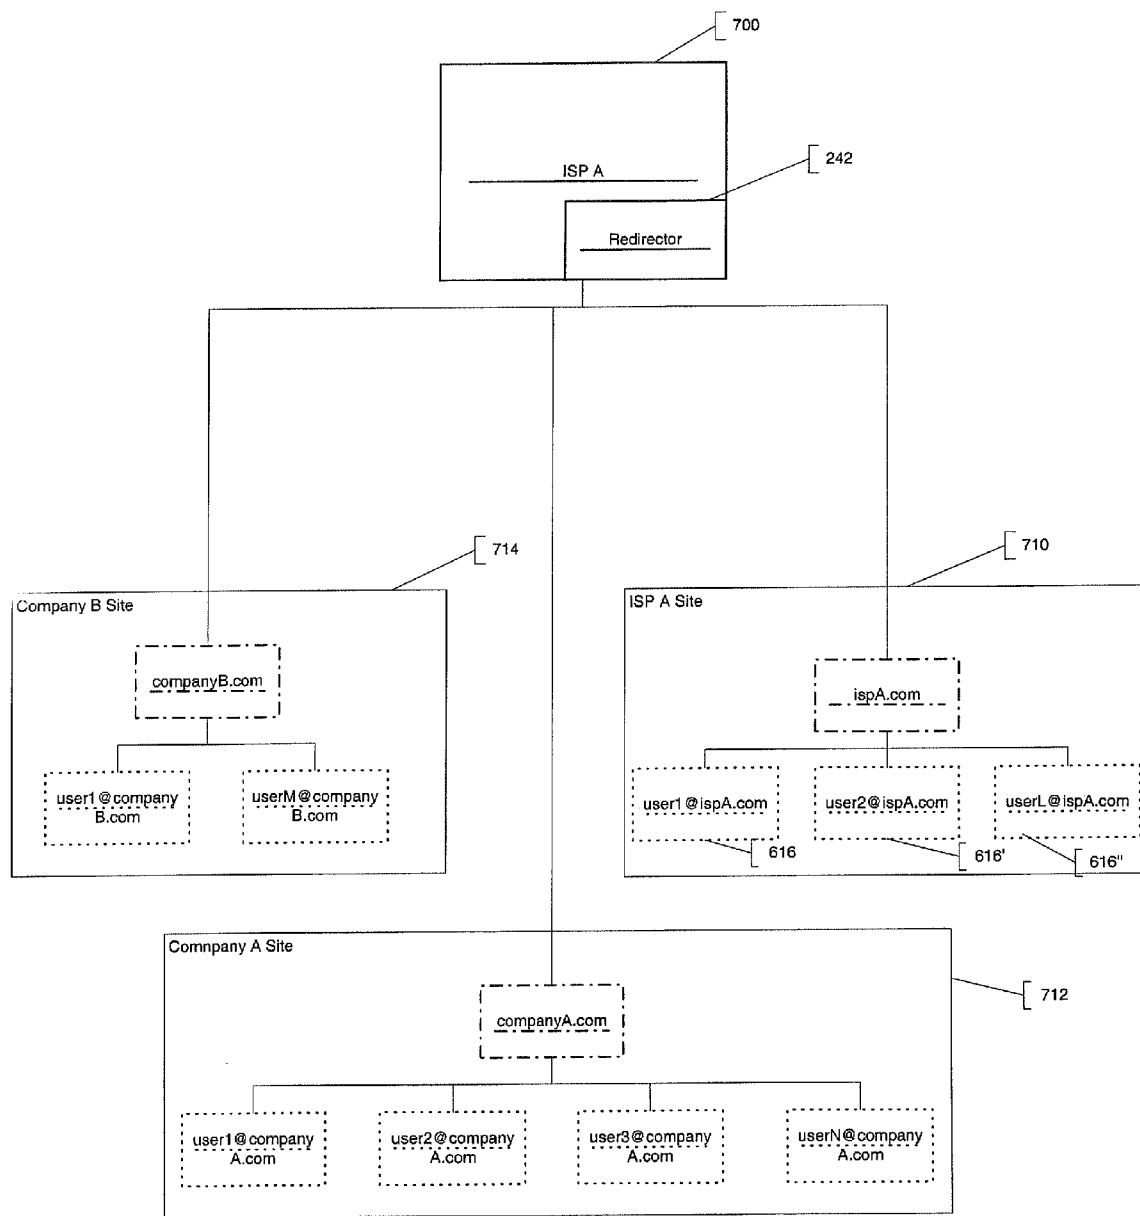 700
242
ISP A
Redirector
714
710
Company B Site
ISP A Site
companyB.com
ispA.com
user1@company
B.com
userM@company
B.com
user1@ispA.com
user2@ispA.com
userL@ispA.com
616
616'
616"
Comnpany A Site
712
companyA.com
user1@company
A.com
user2@company
A.com
user3@company
A.com
userN@company
A.com